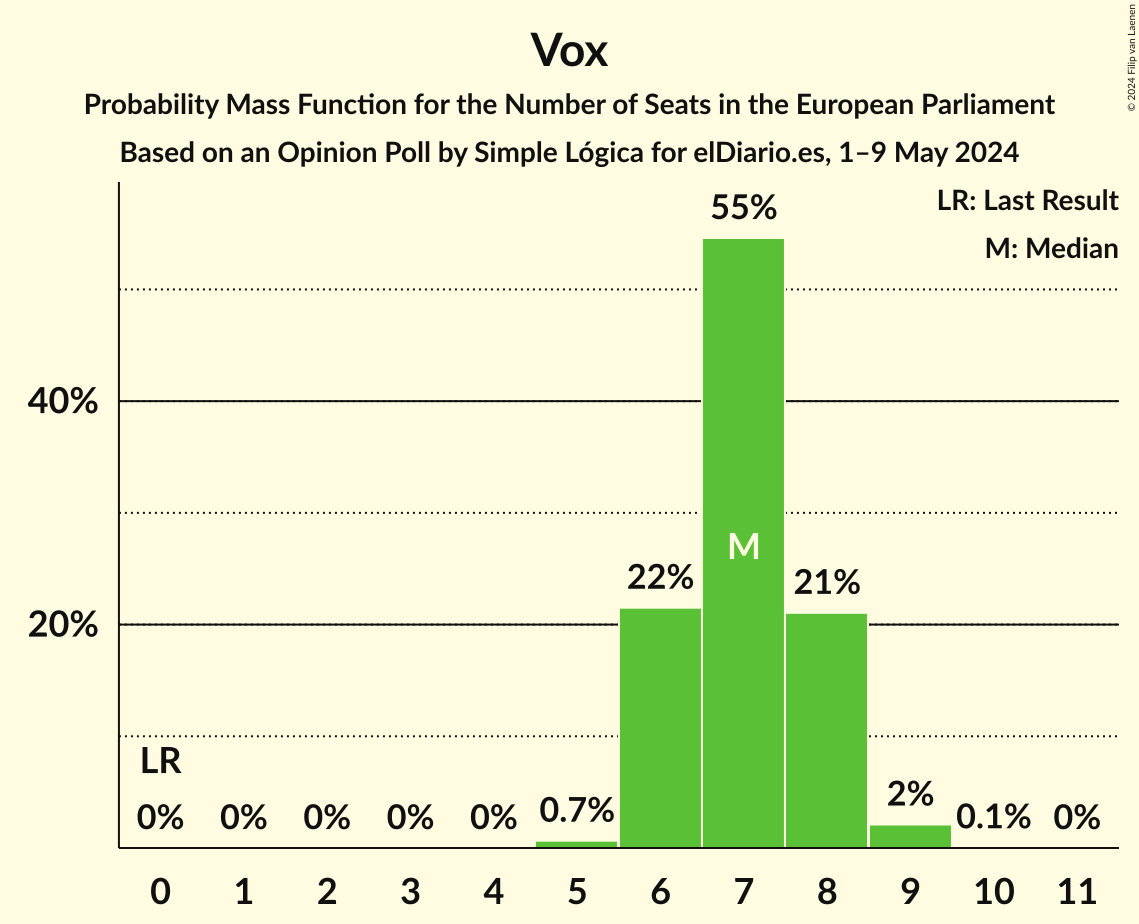 Vox
Probability Mass Function for the Number of Seats in the European Parliament
Based on an Opinion Poll by Simple Lógica for elDiario.es, 1–9 May 2024
© 2024 Filip van Laenen
LR: Last Result
M: Median
55%
40%
M
22%
21%
20%
LR
0%
0%
0%
0%
0%
0.7%
2%
0.1%
0%
0 1 2 3 4 5 6 7 8 9 10 11